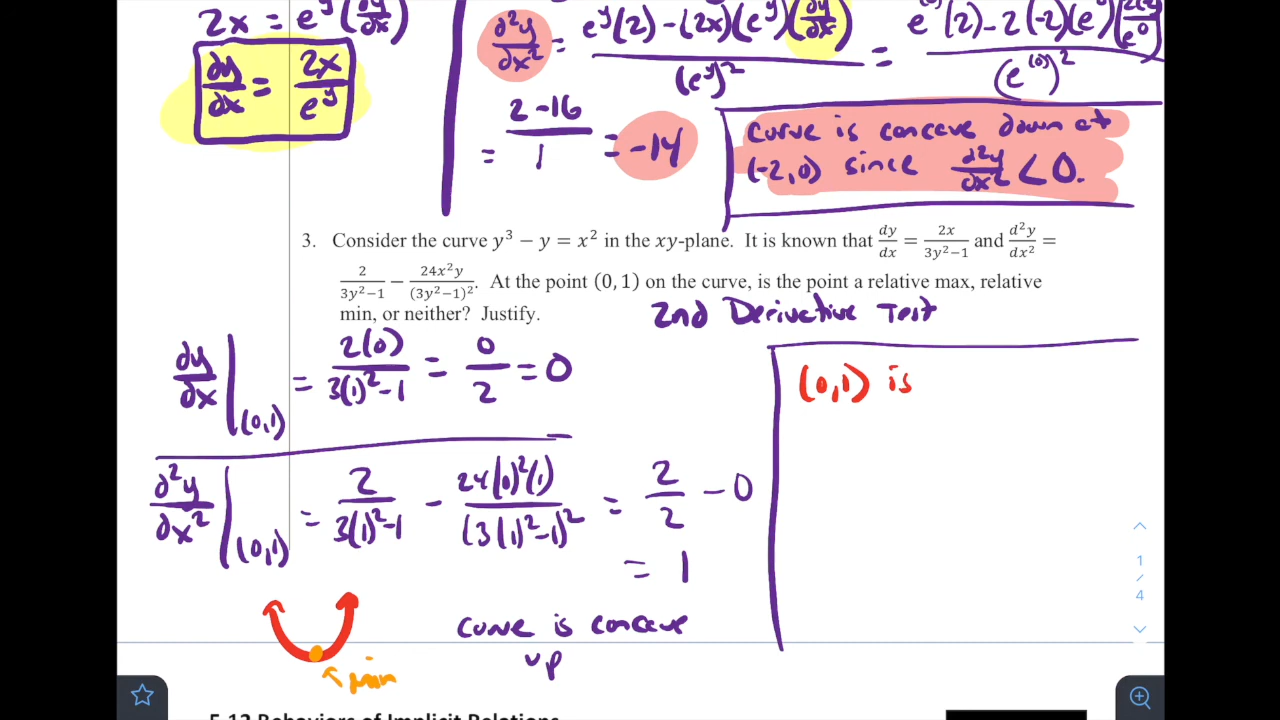 2x = e^y (dy/dx)
dy/dx = 2x/e^y
d²y/dx² = (e^y(2) - (2x)(e^y)(dy/dx))/(e^y)² = (e^(0)(2) - 2(-2)(e^0)(2(-2)/e^0))/(e^(0))²
= (2 - 16)/1 = -14
curve is concave down at
(-2,0) since d²y/dx² < 0.
3. Consider the curve y³ − y = x² in the xy-plane. It is known that dy/dx = 2x/(3y²−1) and d²y/dx² =
2/(3y²−1) − 24x²y/(3y²−1)². At the point (0, 1) on the curve, is the point a relative max, relative
min, or neither? Justify.
2nd Derivative Test
dy/dx |(0,1) = 2(0)/(3(1)²-1) = 0/2 = 0
d²y/dx² |(0,1) = 2/(3(1)²-1) - 24(0)²(1)/(3(1)²-1)² = 2/2 - 0
= 1
curve is concave
up
min
(0,1) is
1
/
4
5.12 Behaviors of Implicit Relations